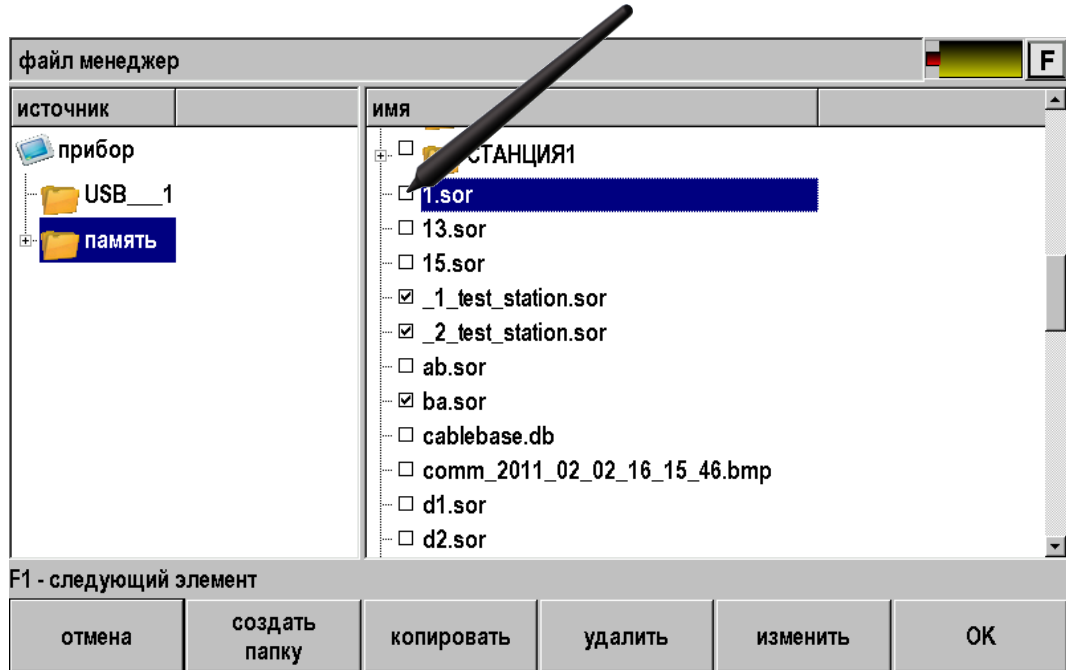 файл менеджер
F
источник
имя
прибор
USB___1
память
СТАНЦИЯ1
1.sor
13.sor
15.sor
_1_test_station.sor
_2_test_station.sor
ab.sor
ba.sor
cablebase.db
comm_2011_02_02_16_15_46.bmp
d1.sor
d2.sor
F1 - следующий элемент
отмена
создать
папку
копировать
удалить
изменить
OK